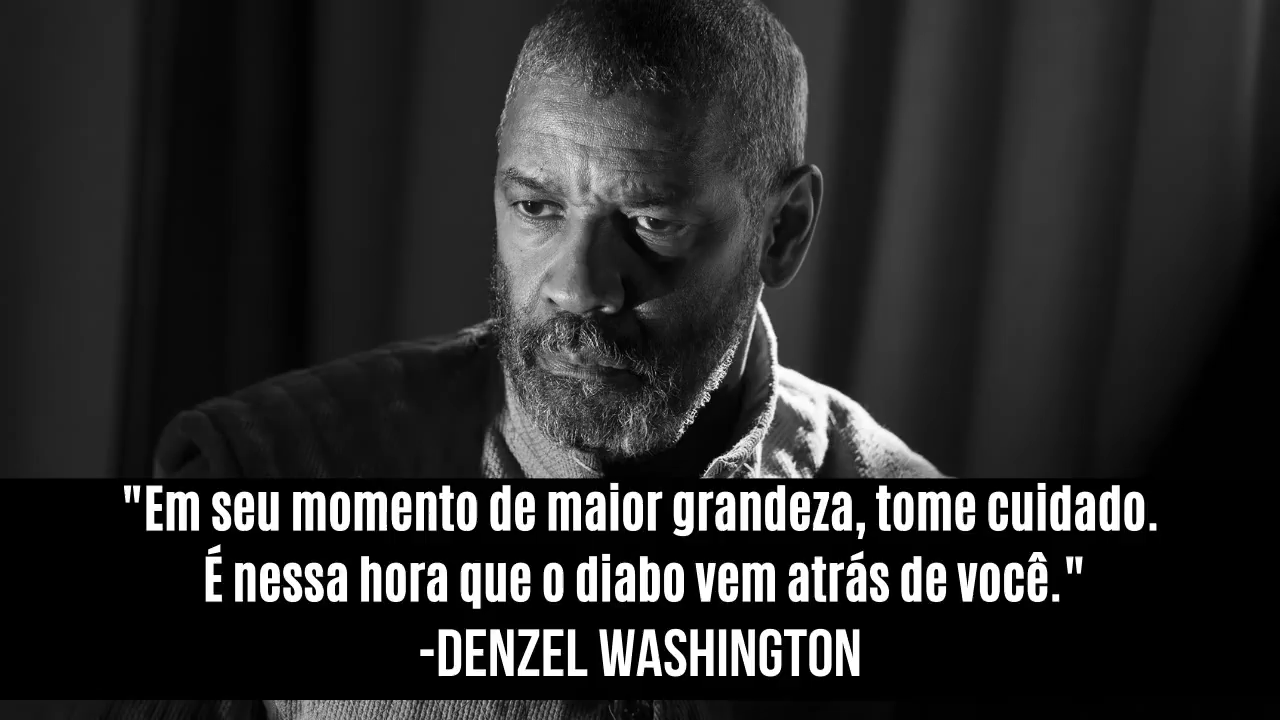 "Em seu momento de maior grandeza, tome cuidado.
É nessa hora que o diabo vem atrás de você."
-DENZEL WASHINGTON